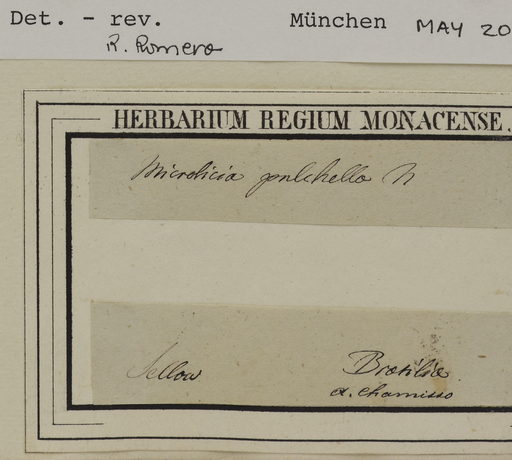 Det. - rev. München MAY 20
R. Romero
HERBARIUM REGIUM MONACENSE.
Microlicia pulchella N
Sellow Brasilia
d. Chamisso